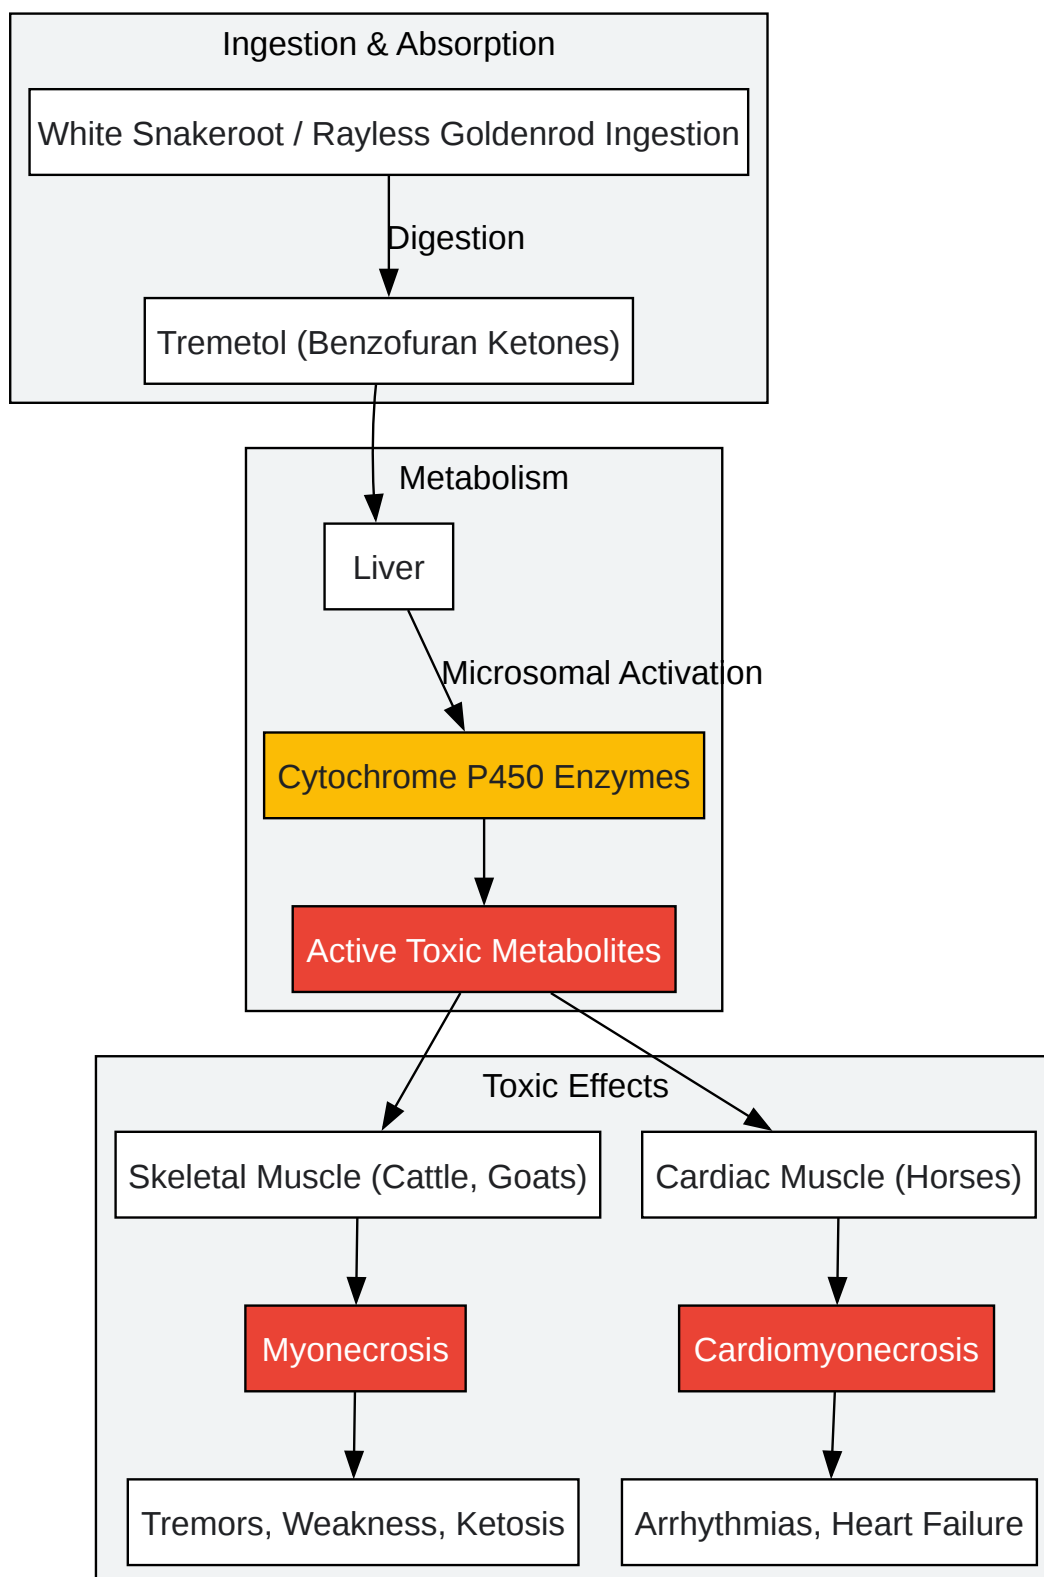 Ingestion & Absorption
White Snakeroot / Rayless Goldenrod Ingestion
Digestion
Tremetol (Benzofuran Ketones)
Metabolism
Liver
Microsomal Activation
Cytochrome P450 Enzymes
Active Toxic Metabolites
Toxic Effects
Skeletal Muscle (Cattle, Goats)
Cardiac Muscle (Horses)
Myonecrosis
Cardiomyonecrosis
Tremors, Weakness, Ketosis
Arrhythmias, Heart Failure